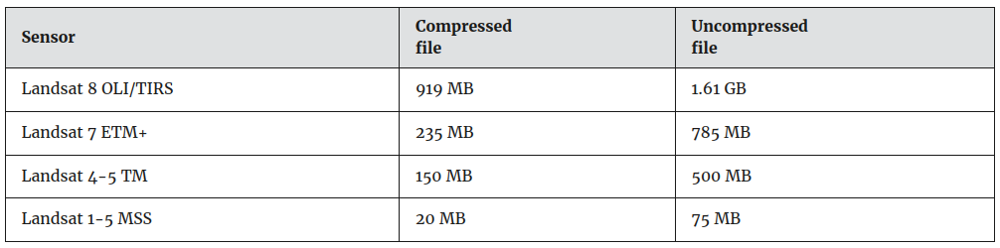 Sensor Compressed file Uncompressed file
Landsat 8 OLI/TIRS 919 MB 1.61 GB
Landsat 7 ETM+ 235 MB 785 MB
Landsat 4-5 TM 150 MB 500 MB
Landsat 1-5 MSS 20 MB 75 MB